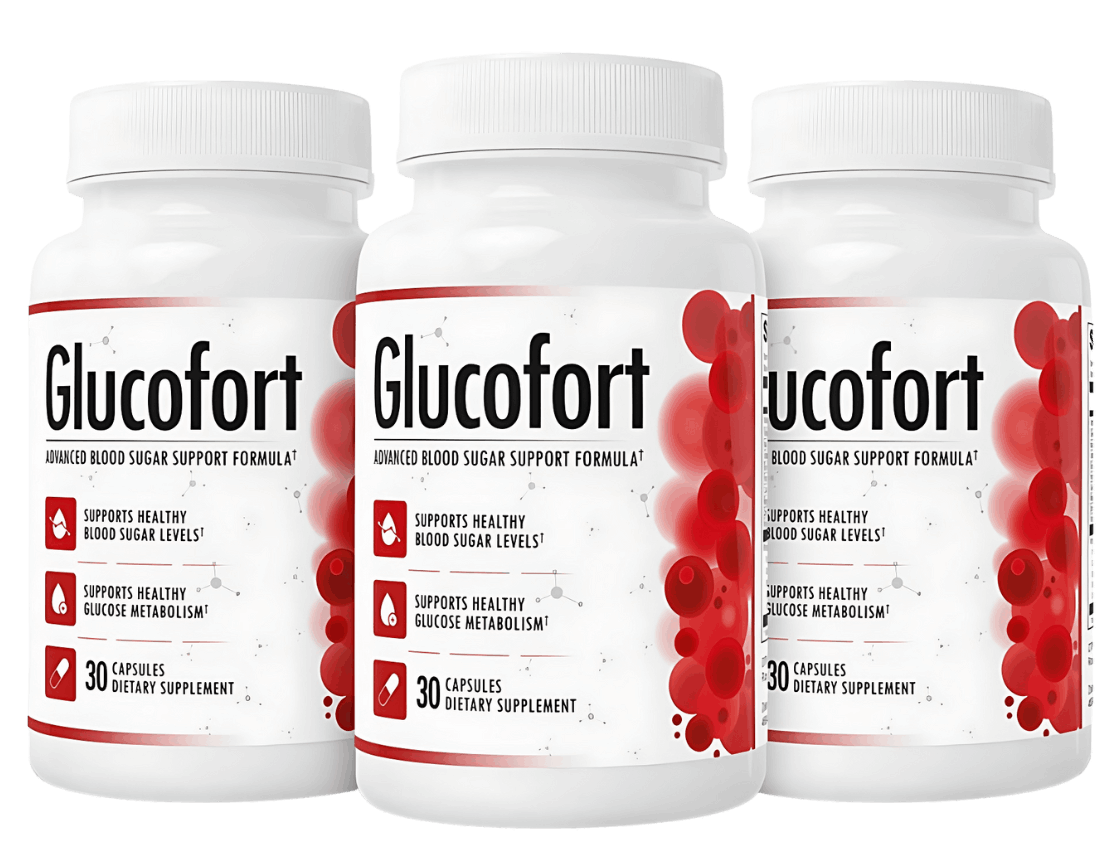 Glucofort
ADVANCED BLOOD SUGAR SUPPORT FORMULA†
SUPPORTS HEALTHY
BLOOD SUGAR LEVELS†
SUPPORTS HEALTHY
GLUCOSE METABOLISM†
30 CAPSULES
DIETARY SUPPLEMENT
Glucofort
ADVANCED BLOOD SUGAR SUPPORT FORMULA†
SUPPORTS HEALTHY
BLOOD SUGAR LEVELS†
SUPPORTS HEALTHY
GLUCOSE METABOLISM†
30 CAPSULES
DIETARY SUPPLEMENT
ucofort
BLOOD SUGAR SUPPORT FORMULA†
SUPPORTS HEALTHY
BLOOD SUGAR LEVELS†
SUPPORTS HEALTHY
GLUCOSE METABOLISM†
30 CAPSULES
DIETARY SUPPLEMENT